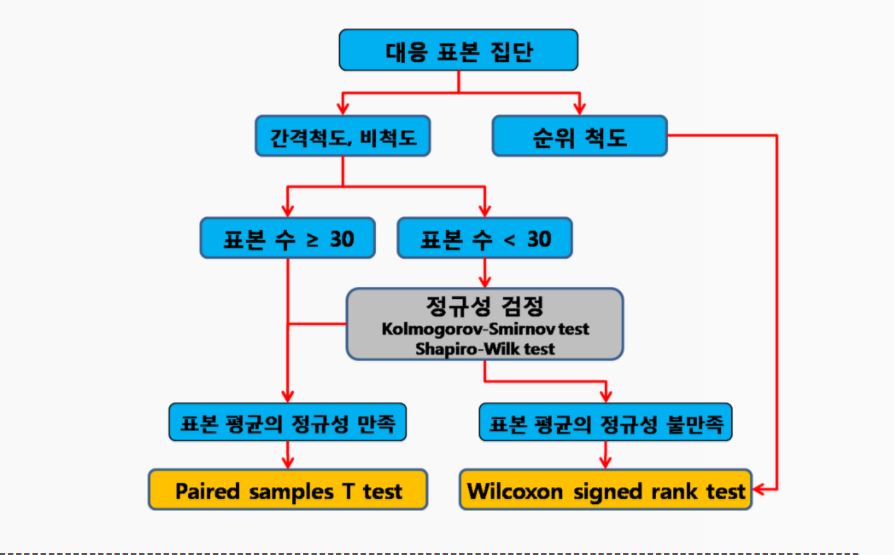 대응 표본 집단
간격척도, 비척도
순위 척도
표본 수 ≥ 30
표본 수 < 30
정규성 검정
Kolmogorov-Smirnov test
Shapiro-Wilk test
표본 평균의 정규성 만족
표본 평균의 정규성 불만족
Paired samples T test
Wilcoxon signed rank test